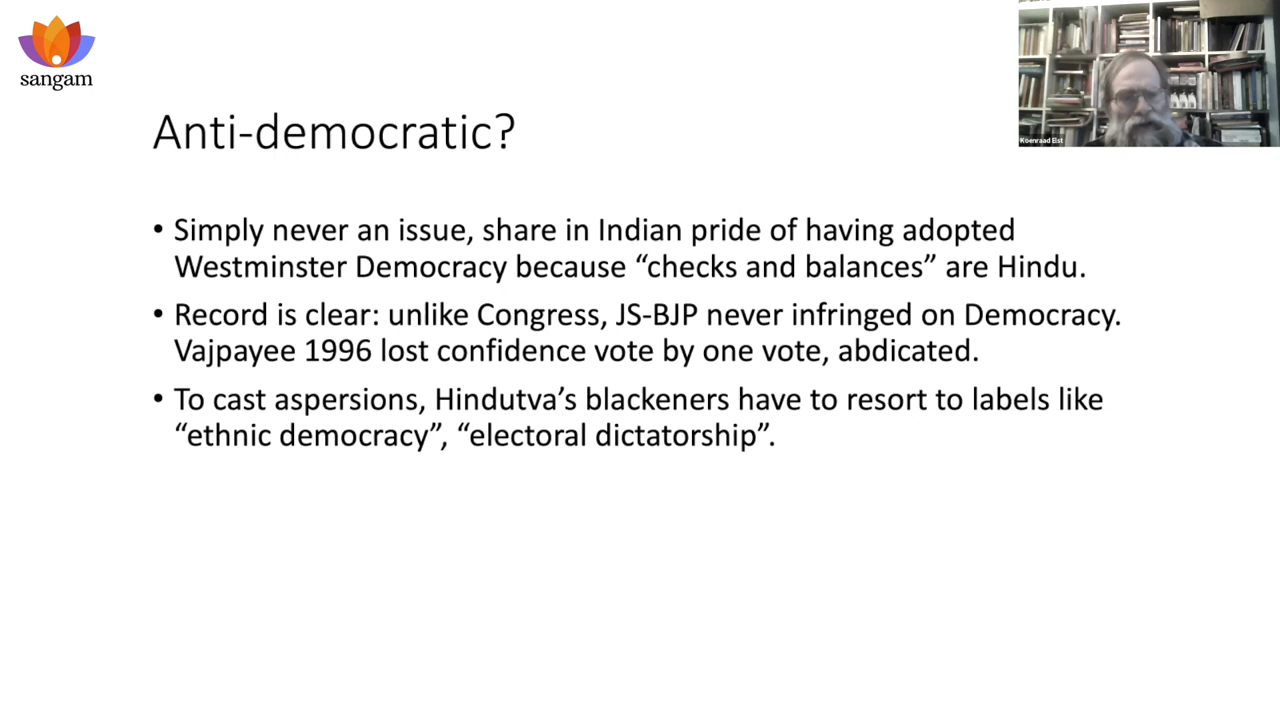 sangam
Koenraad Elst
Anti-democratic?
• Simply never an issue, share in Indian pride of having adopted
Westminster Democracy because “checks and balances” are Hindu.
• Record is clear: unlike Congress, JS-BJP never infringed on Democracy.
Vajpayee 1996 lost confidence vote by one vote, abdicated.
• To cast aspersions, Hindutva’s blackeners have to resort to labels like
“ethnic democracy”, “electoral dictatorship”.